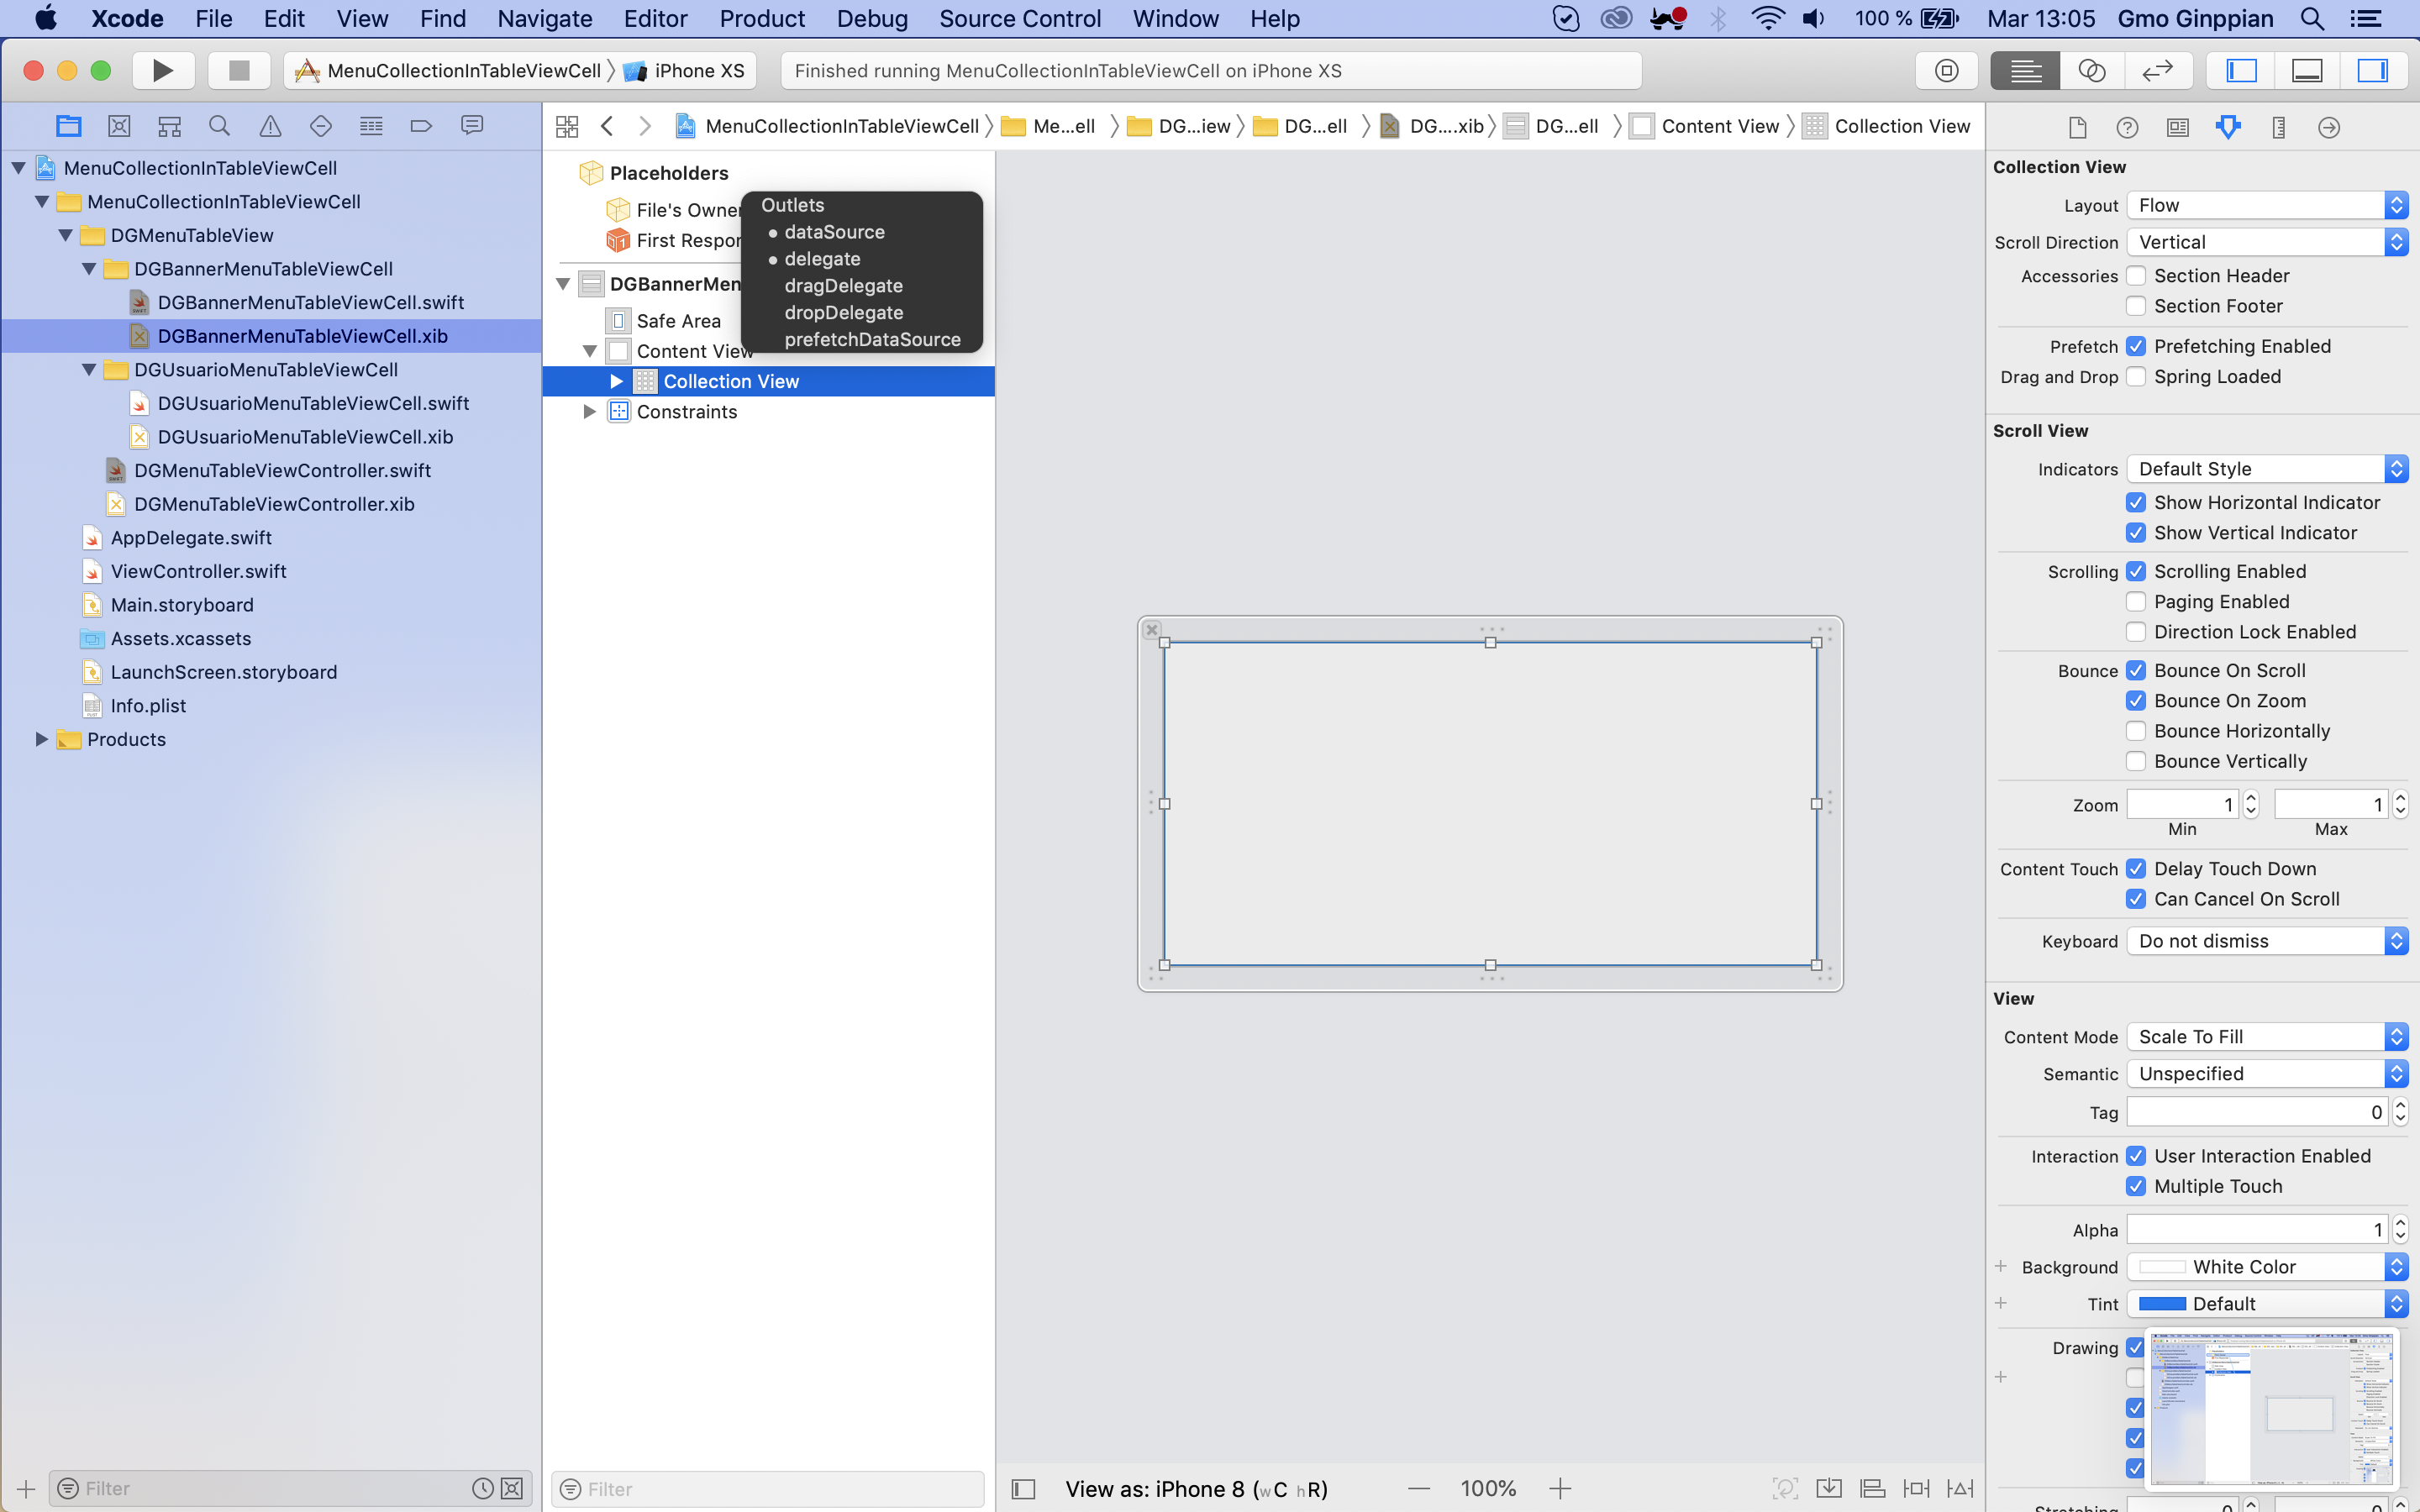 Xcode File Edit View Find Navigate Editor Product Debug Source Control Window Help 100 % Mar 13:05 Gmo Ginppian
MenuCollectionInTableViewCell iPhone XS Finished running MenuCollectionInTableViewCell on iPhone XS
MenuCollectionInTableViewCell Me...ell DG...iew DG...ell DG....xib DG...ell Content View Collection View
MenuCollectionInTableViewCell
MenuCollectionInTableViewCell
DGMenuTableView
DGBannerMenuTableViewCell
DGBannerMenuTableViewCell.swift
DGBannerMenuTableViewCell.xib
DGUsuarioMenuTableViewCell
DGUsuarioMenuTableViewCell.swift
DGUsuarioMenuTableViewCell.xib
DGMenuTableViewController.swift
DGMenuTableViewController.xib
AppDelegate.swift
ViewController.swift
Main.storyboard
Assets.xcassets
LaunchScreen.storyboard
Info.plist
Products
Filter
Placeholders
File's Owner
First Respon
DGBannerMen
Safe Area
Content View
Collection View
Constraints
Outlets
dataSource
delegate
dragDelegate
dropDelegate
prefetchDataSource
Filter
View as: iPhone 8 (wC hR)
100%
Collection View
Layout Flow
Scroll Direction Vertical
Accessories Section Header
Section Footer
Prefetch Prefetching Enabled
Drag and Drop Spring Loaded
Scroll View
Indicators Default Style
Show Horizontal Indicator
Show Vertical Indicator
Scrolling Scrolling Enabled
Paging Enabled
Direction Lock Enabled
Bounce Bounce On Scroll
Bounce On Zoom
Bounce Horizontally
Bounce Vertically
Zoom 1 1
Min Max
Content Touch Delay Touch Down
Can Cancel On Scroll
Keyboard Do not dismiss
View
Content Mode Scale To Fill
Semantic Unspecified
Tag 0
Interaction User Interaction Enabled
Multiple Touch
Alpha 1
Background White Color
Tint Default
Drawing
Stretching 0 0